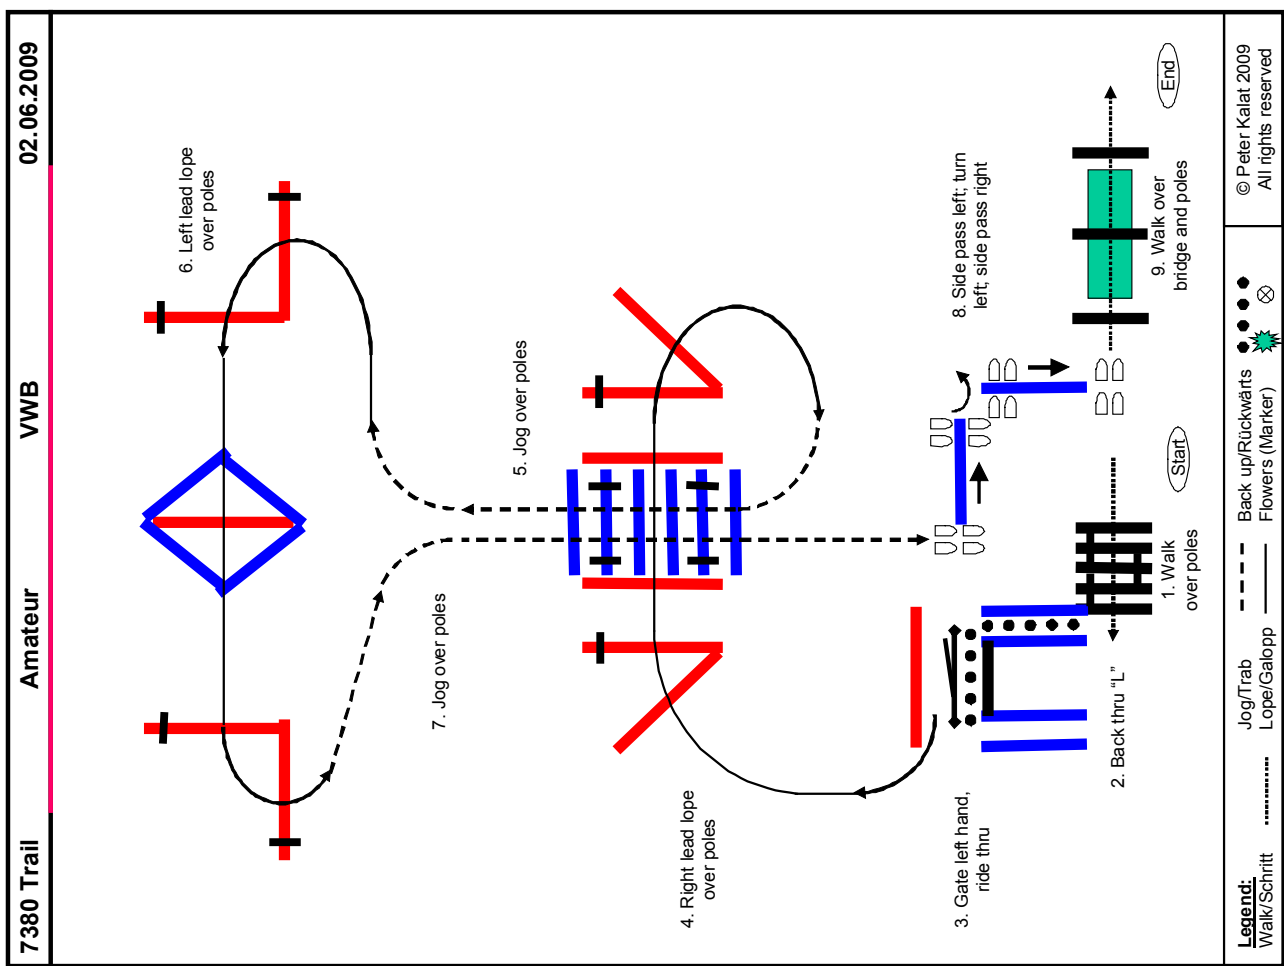 7380 Trail
Amateur
VWB
02.06.2009
6. Left lead lope
over poles
5. Jog over poles
7. Jog over poles
4. Right lead lope
over poles
8. Side pass left; turn
left; side pass right
End
9. Walk over
bridge and poles
Start
1. Walk
over poles
2. Back thru “L”
3. Gate left hand,
ride thru
Legend:
Walk/Schritt
Jog/Trab
Lope/Galopp
Back up/Rückwärts
Flowers (Marker)
© Peter Kalat 2009
All rights reserved